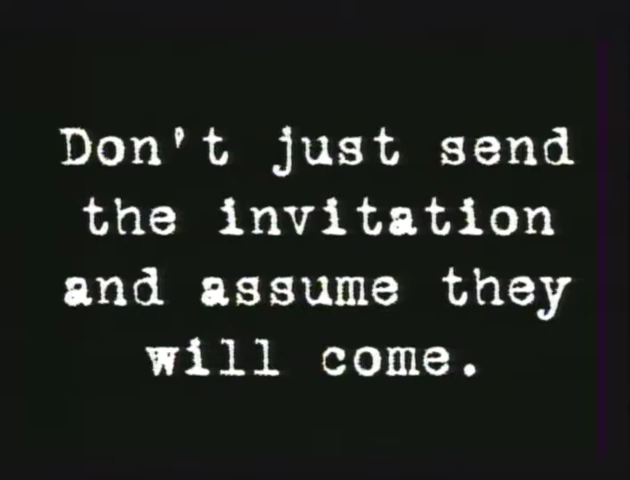 Don't just send
the invitation
and assume they
will come.